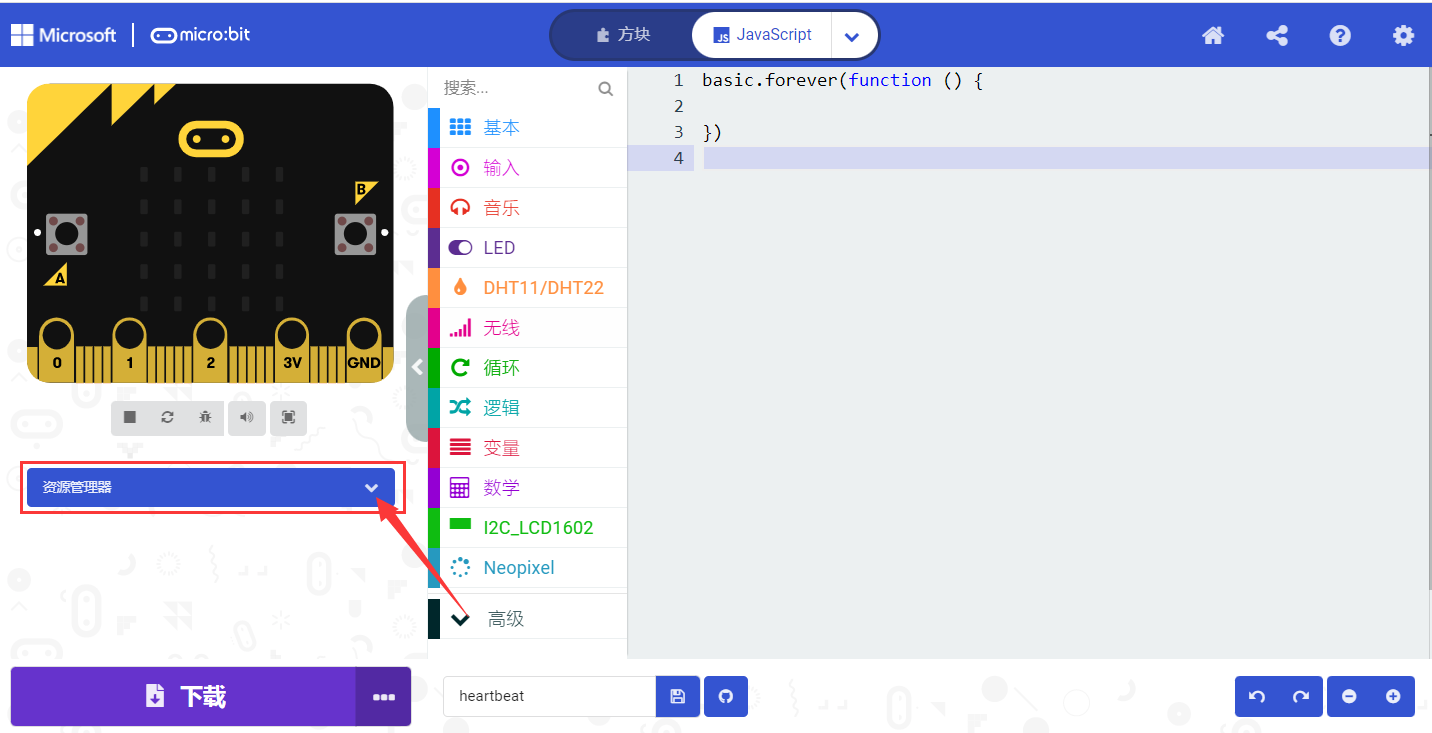 Microsoft
micro:bit
方块
JS
JavaScript
B
A
0
1
2
3V
GND
资源管理器
下载
搜索...
基本
输入
音乐
LED
DHT11/DHT22
无线
循环
逻辑
变量
数学
I2C_LCD1602
Neopixel
高级
1 basic.forever(function () {
2
3 })
4
heartbeat